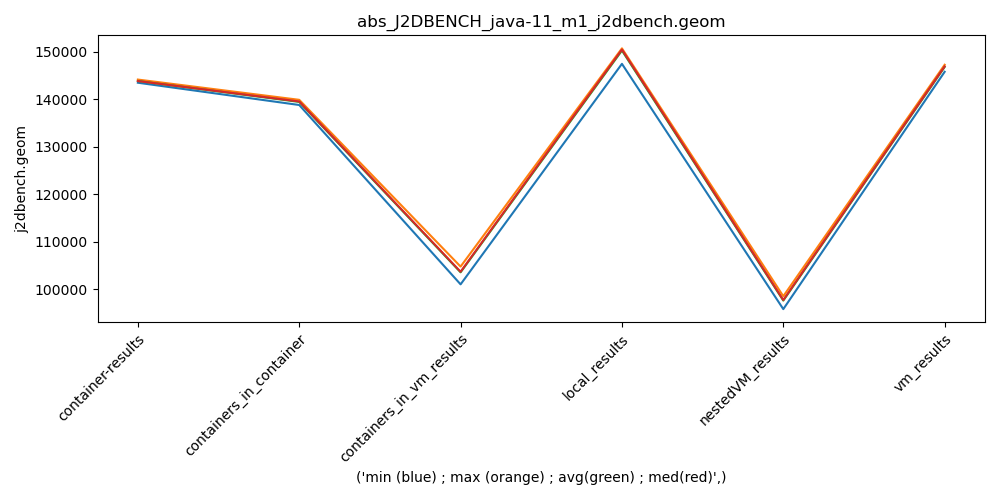 abs_J2DBENCH_java-11_m1_j2dbench.geom
150000
140000
130000
120000
110000
100000
j2dbench.geom
container-results
containers_in_container
containers_in_vm_results
local_results
nestedVM_results
vm_results
('min (blue) ; max (orange) ; avg(green) ; med(red)',)